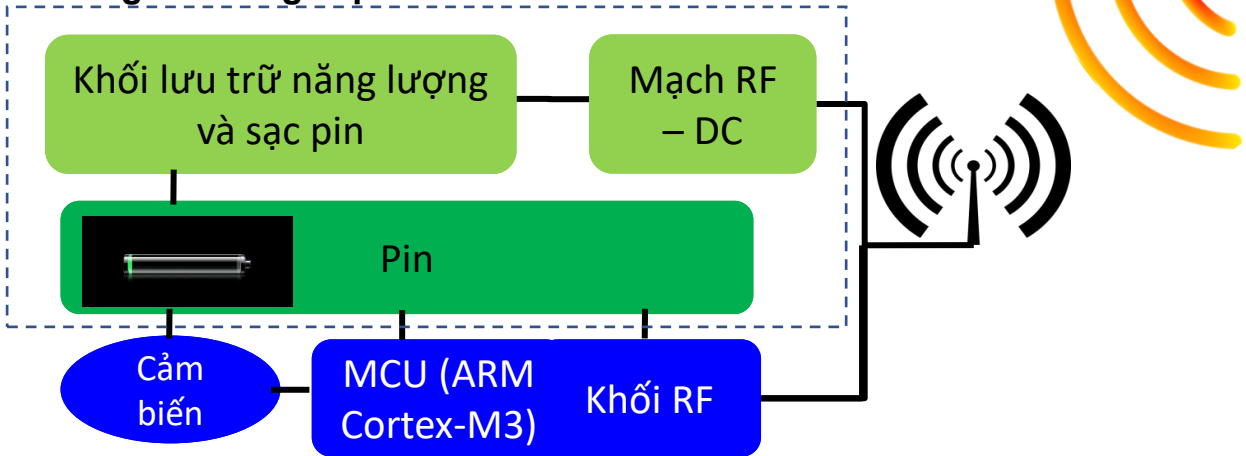 Khối lưu trữ năng lượng
và sạc pin
Mạch RF
– DC
Pin
Cảm
biến
MCU (ARM
Cortex-M3)
Khối RF